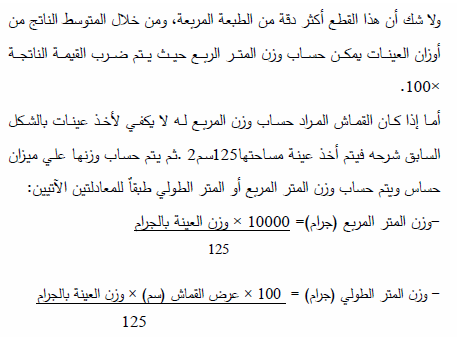 ولا شك أن هذا القطع أكثر دقة من الطبعة المربعة، ومن خلال المتوسط الناتج من
أوزان العينات يمكن حساب وزن المتر الربع حيث يتم ضرب القيمة الناتجة
×100.
أما إذا كان القماش المراد حساب وزن المربع له لا يكفي لأخذ عينات بالشكل
السابق شرحه فيتم أخذ عينة مساحتها125سم2 .ثم يتم حساب وزنها علي ميزان
حساس ويتم حساب وزن المتر المربع أو المتر الطولي طبقاً للمعادلتين الآتيين:
–وزن المتر المربع (جرام)= 10000 × وزن العينة بالجرام
125
– وزن المتر الطولي (جرام) = 100 × عرض القماش (سم) × وزن العينة بالجرام
125